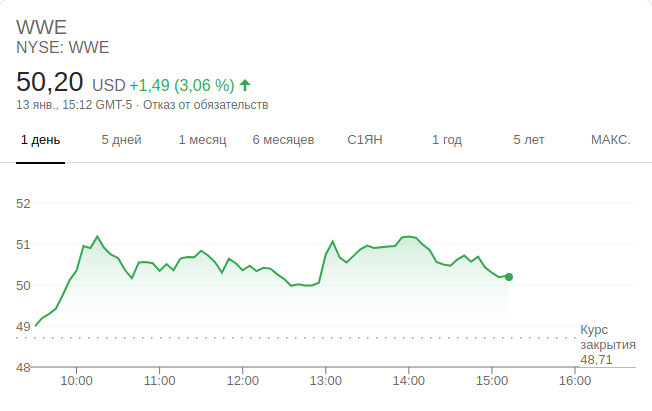 WWE
NYSE: WWE
50,20 USD +1,49 (3,06 %)
13 янв., 15:12 GMT-5 · Отказ от обязательств
1 день 5 дней 1 месяц 6 месяцев С1ЯН 1 год 5 лет МАКС.
52
51
50
49
Курс
закрытия
48,71
48
10:00 11:00 12:00 13:00 14:00 15:00 16:00